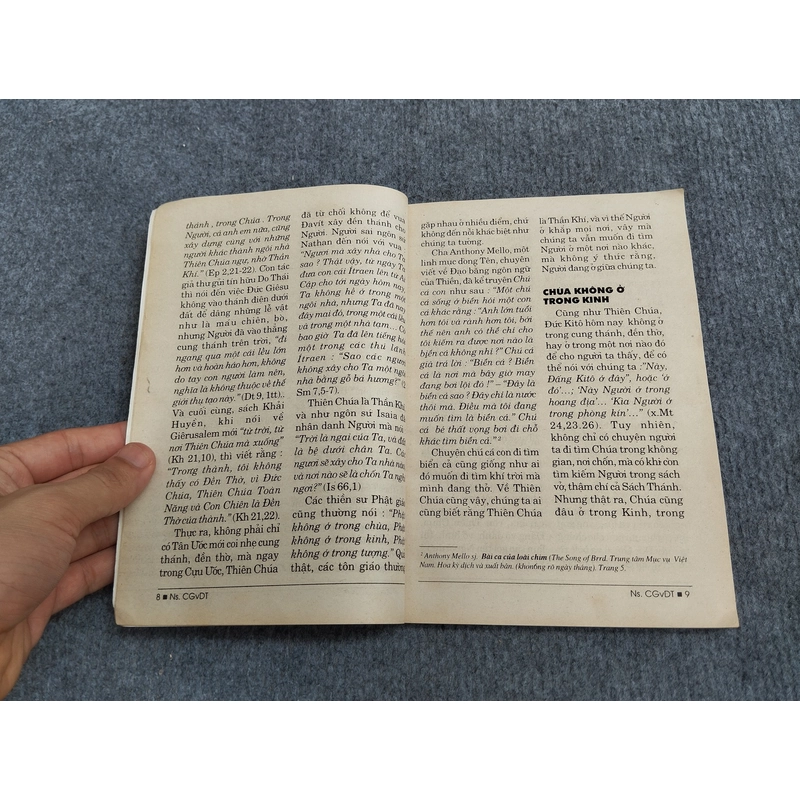 thánh , trong Chúa . Trong
Người, cả anh em nữa, cũng
xây dựng cùng với những
người khác thành ngôi nhà
Thiên Chúa ngự, nhờ Thần
Khí." (Ep 2,21-22). Con tác
giả thư gửi tín hữu Do Thái
thì nói đến việc Đức Giêsu
không vào thánh điện dưới
đất để dâng những lễ vật
như là máu chiên, bò,
nhưng Người đã vào thẳng
cung thánh trên trời, "đi
ngang qua một cái lều lớn
hơn và hoàn hảo hơn, không
do tay con người làm nên,
nghĩa là không thuộc về thế
giới thụ tạo này." (Dt 9, 1tt)..
Và cuối cùng, sách Khải
Huyền, khi nói về
Giêrusalem mới "từ trời, từ
nơi Thiên Chúa mà xuống"
(Kh 21,10), thì viết rằng :
"Trong thành, tôi không
thấy có Đền Thờ, vì Đức
Chúa, Thiên Chúa Toàn
Năng và Con Chiên là Đền
Thờ của thành." (Kh 21,22).
Thực ra, không phải chỉ
có Tân Ước mới coi nhẹ cung
thánh, đền thờ, mà ngay
trong Cựu Ước, Thiên Chúa
đã từ chối không để vua
Đavít xây đền thánh cho
Người. Người sai ngôn sứ
Nathan đến nói với vua
"Ngươi mà xây nhà cho Ta
sao ? Thật vậy, từ ngày Ta
đưa con cái Itraen lên từ Ai
Cập cho tới ngày hôm nay,
Ta không hề ở trong một
ngôi nhà, nhưng Ta đã nay
đây mai đó, trong một cái lều
và trong một nhà tạm... Có
bao giờ Ta đã lên tiếng hỏi
một trong các thủ lãnh
Itraen : "Sao các ngươi
không xây cho Ta một ngôi
nhà bằng gỗ bá hương?" (2
Sm 7,5-7).
Thiên Chúa là Thần Khí
và như ngôn sứ Isaia đã
nhân danh Người mà nói
"Trời là ngai của Ta, và đất
là bệ dưới chân Ta. Các
ngươi sẽ xây cho Ta nhà nào
và nơi nào sẽ là chốn Ta nghỉ
ngơi?" (Is 66,1)
Các thiền sư Phật giáo
cũng thường nói : "Phật
không ở trong chùa, Phật
không ở trong kinh, Phật
không ở trong tượng." Quả
thật, các tôn giáo thường
8 ■ Ns. CGvDT
gặp nhau ở nhiều điểm, chứ
không đến nỗi khác biệt như
chúng ta tưởng.
Cha Anthony Mello, một
linh mục dòng Tên, chuyên
viết về Đạo bằng ngôn ngữ
của Thiền, đã kể truyện Chú
cá con như sau : "Một chú
cá sống ở biển hỏi một con
cá khác rằng : "Anh lớn tuổi
hơn tôi và rành hơn tôi, bởi
thế nên anh có thể chỉ cho
tôi kiếm ra được nơi nào là
biển cả không nhỉ ?" Chú cá
già trả lời : "Biển cả ? Biển
là nơi mà bây giờ mày
đang bơi lội đó !" – "Đây là
biển cả sao ? Đây chỉ là nước
thôi mà. Điều mà tôi đang
muốn tìm là biển cả." Chú
cá bé thất vọng bơi đi chỗ
khác tìm biển cả."²
Chuyện chú cá con đi tìm
biển cả cũng giống như ai
đó muốn đi tìm khí trời mà
mình đang thở. Về Thiên
Chúa cũng vậy, chúng ta ai
cũng biết rằng Thiên Chúa
là Thần Khí, và vì thế Người
ở khắp mọi nơi, vậy mà
chúng ta vẫn muốn đi tìm
Người ở một nơi nào khác,
mà không ý thức rằng,
Người đang ở giữa chúng ta.
CHÚA KHÔNG Ở
TRONG KINH
Cũng như Thiên Chúa,
Đức Kitô hôm nay không ở
trong cung thánh, đền thờ,
hay ở trong một nơi nào đó
để cho người ta thấy, để có
thể nói với chúng ta : "Này,
Đấng Kitô ở đây", hoặc 'ở
đó'...; 'Này Người ở trong
hoang địa'... 'Kìa Người ở
trong phòng kín'..." (x.Mt
24,23.26). Tuy nhiên,
không chỉ có chuyện người
ta đi tìm Chúa trong không
gian, nơi chốn, mà có khi còn
tìm kiếm Người trong sách
vở, thậm chí cả Sách Thánh.
Nhưng thật ra, Chúa cũng
đâu ở trong Kinh, trong
² Anthony Mello sj. Bài ca của loài chim (The Song of Brrd. Trung tâm Mục vụ Việt
Nam. Hoa kỳ dịch và xuất bản. (khoông rõ ngày tháng). Trang 5.
Ns. CGvDT ■ 9